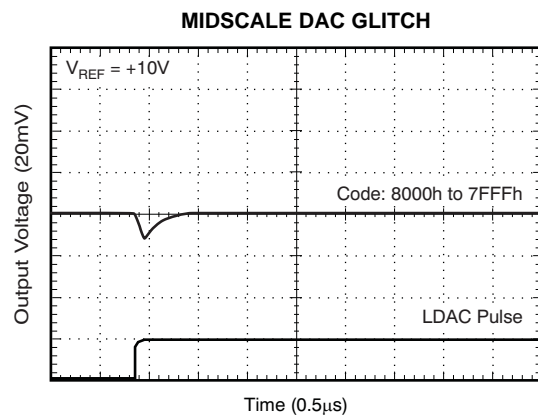 MIDSCALE DAC GLITCH
VREF = +10V
Output Voltage (20mV)
Code: 8000h to 7FFFh
LDAC Pulse
Time (0.5μs)